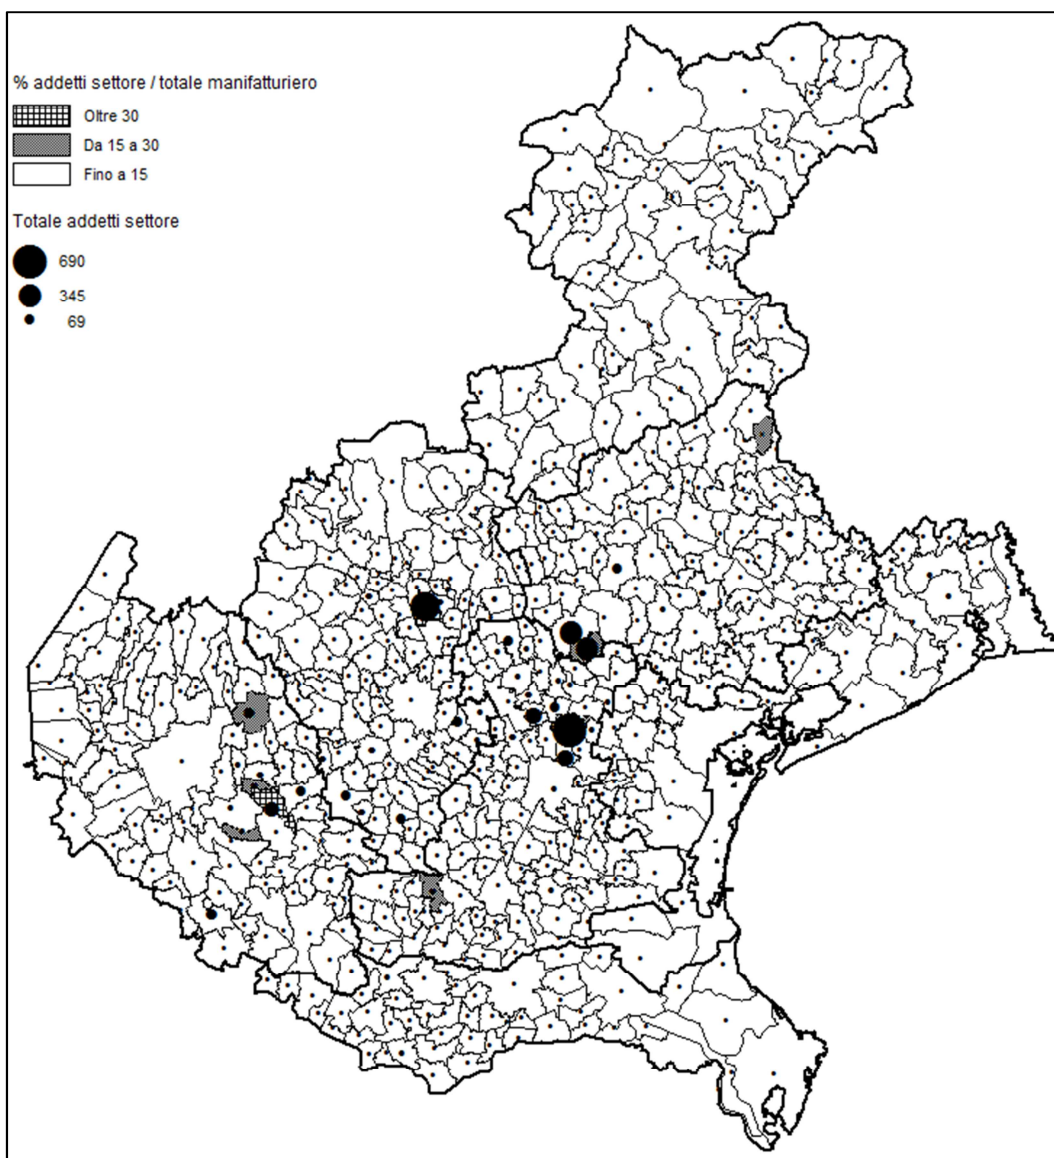 % addetti settore / totale manifatturiero
Oltre 30
Da 15 a 30
Fino a 15
Totale addetti settore
690
345
69